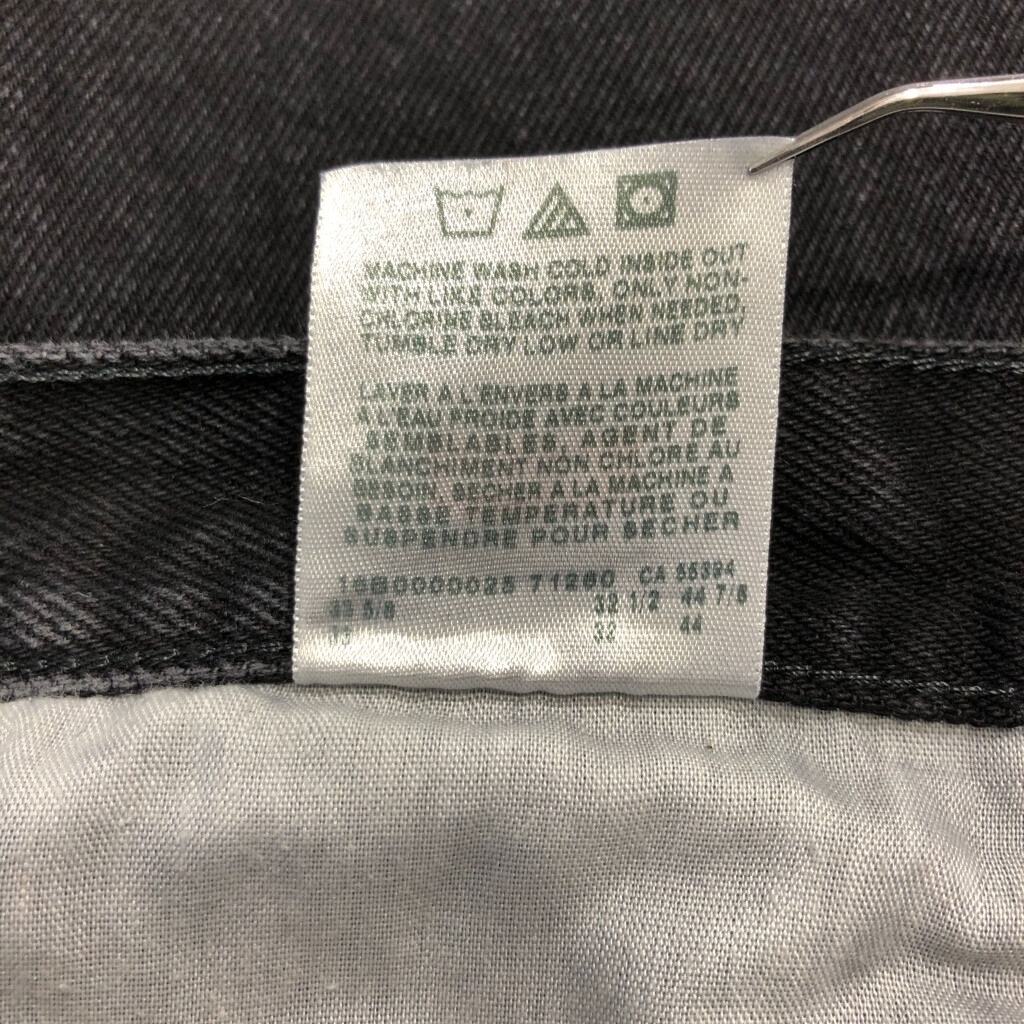 MACHINE WASH COLD INSIDE OUT
WITH LIKE COLORS, ONLY NON-
CHLORINE BLEACH WHEN NEEDED,
TUMBLE DRY LOW OR LINE DRY
LAVER A L'ENVERS A LA MACHINE
A L'EAU FROIDE AVEC COULEURS
SEMBLABLES. AGENT DE
BLANCHIMENT NON CHLORE AU
BESOIN. SECHER A LA MACHINE A
BASSE TEMPERATURE OU
SUSPENDRE POUR SECHER
CA 55394
5/8 32 1/2 44 7/8
32 44